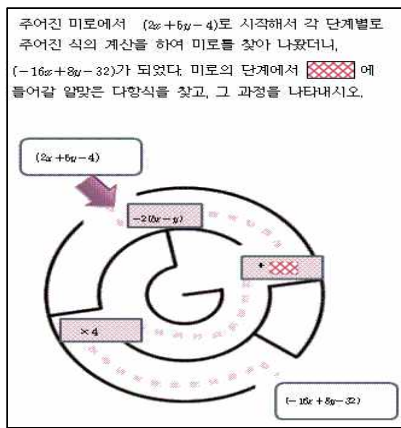 주어진 미로에서 (2x+6y-4)로 시작해서 각 단계별로
주어진 식의 계산을 하여 미로를 찾아 나왔더니,
(-16x+8y-32)가 되었다. 미로의 단계에서 에
들어갈 알맞은 다항식을 찾고, 그 과정을 나타내시오.
(2x+6y-4)
-2(8x-y)
+
×4
(-16x+8y-32)